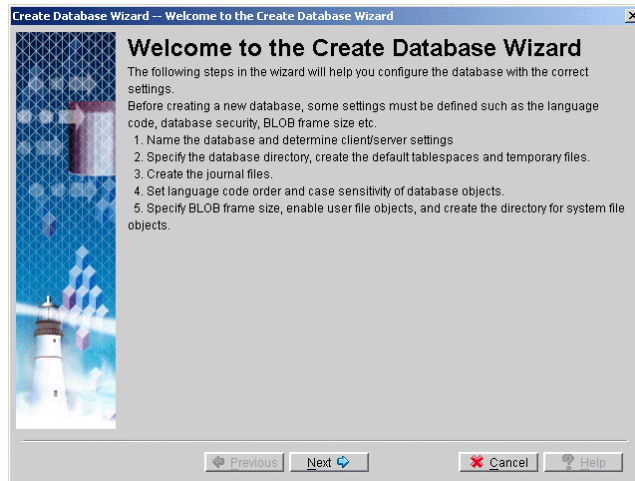 Create Database Wizard -- Welcome to the Create Database Wizard
Welcome to the Create Database Wizard
The following steps in the wizard will help you configure the database with the correct
settings.
Before creating a new database, some settings must be defined such as the language
code, database security, BLOB frame size etc.
1. Name the database and determine client/server settings
2. Specify the database directory, create the default tablespaces and temporary files.
3. Create the journal files.
4. Set language code order and case sensitivity of database objects.
5. Specify BLOB frame size, enable user file objects, and create the directory for system file
objects.
Previous Next Cancel Help